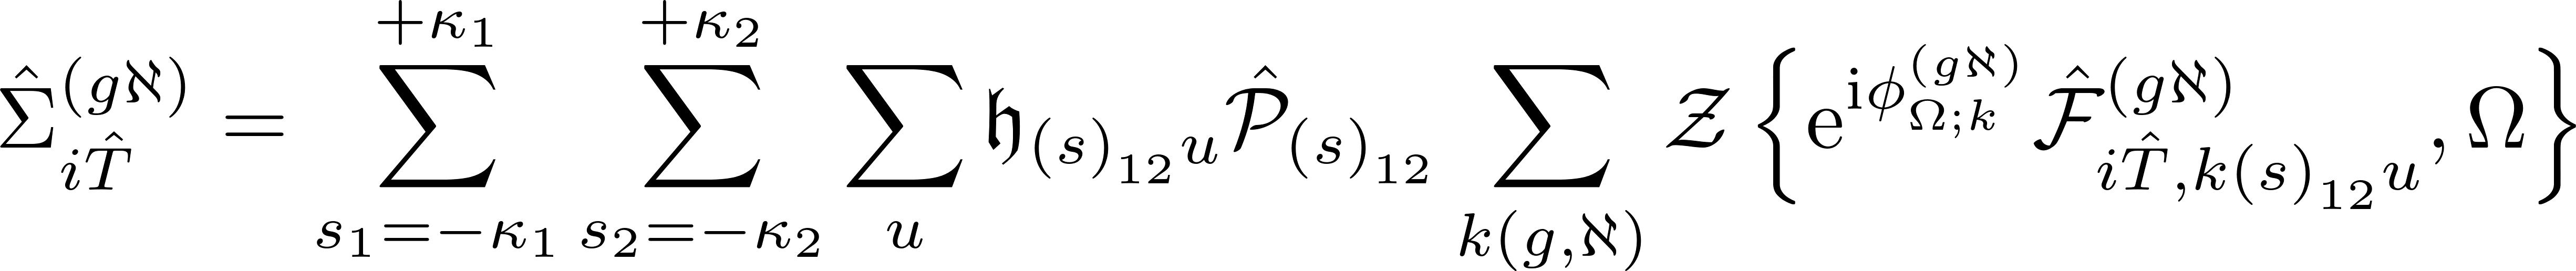 \hat{\Sigma}_{i\hat{T}}^{(g\aleph)} = \sum_{s_1=-\kappa_1}^{+\kappa_1} \sum_{s_2=-\kappa_2}^{+\kappa_2} \sum_{u} \mathfrak{h}_{(s)_{12}u} \hat{\mathcal{P}}_{(s)_{12}} \sum_{k(g,\aleph)} \mathcal{Z} \left\{ \mathrm{e}^{\mathrm{i}\phi_{\Omega;k}^{(g\aleph)}} \hat{\mathcal{F}}_{i\hat{T},k(s)_{12}u}^{(g\aleph)}, \Omega \right\}